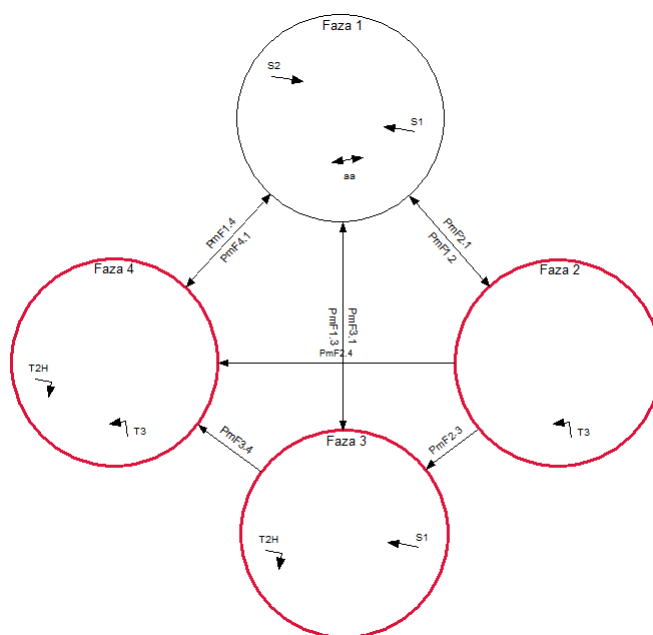 Faza 1
S2
S1
aa
PmF1.4
PmF4.1
PmF2.1
PmF1.2
Faza 4
Faza 2
PmF3.1
PmF1.3
PmF2.4
T2H
T3
T3
PmF3.4
PmF2.3
Faza 3
T2H
S1